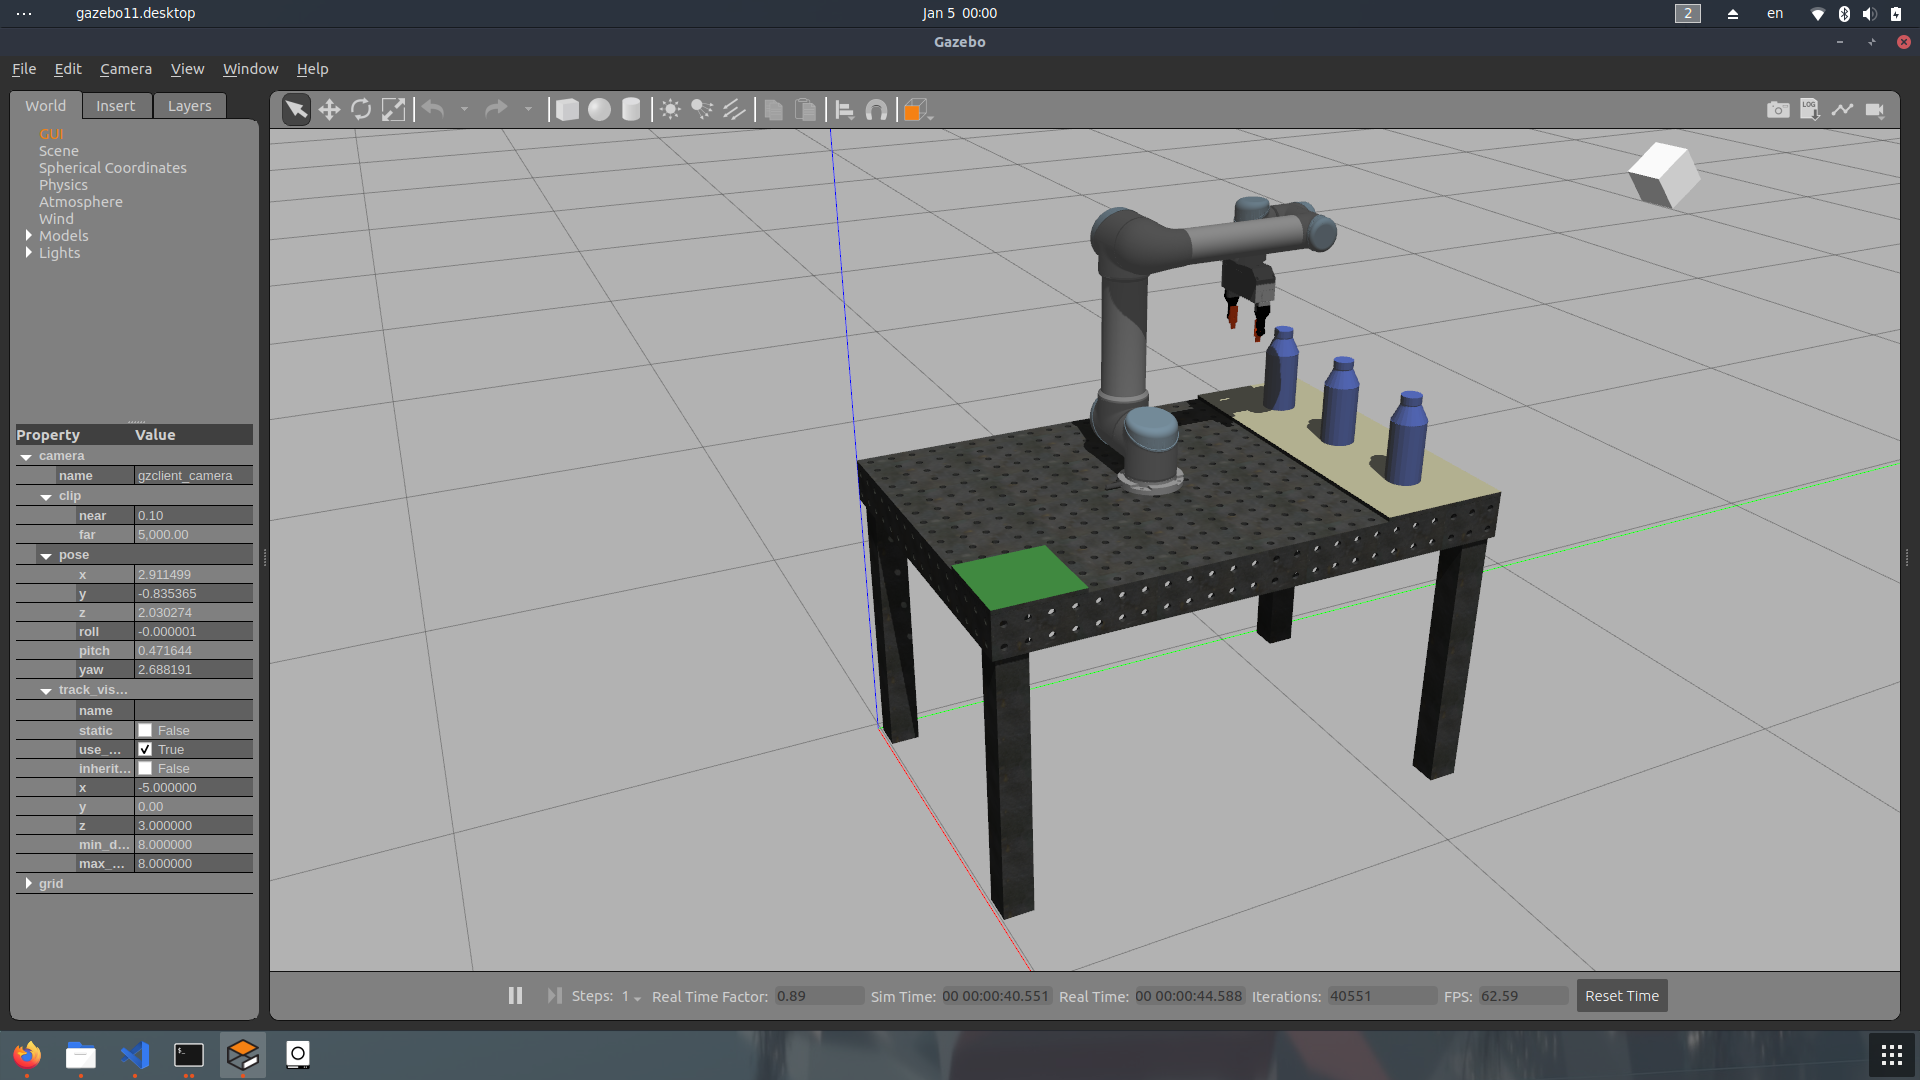 gazebo11.desktop
Jan 5 00:00
2
en
Gazebo
File Edit Camera View Window Help
World Insert Layers
LOG
GUI
Scene
Spherical Coordinates
Physics
Atmosphere
Wind
Models
Lights
Property Value
camera
name gzclient_camera
clip
near 0.10
far 5,000.00
pose
x 2.911499
y -0.835365
z 2.030274
roll -0.000001
pitch 0.471644
yaw 2.688191
track_vis...
name
static False
use_... True
inherit... False
x -5.000000
y 0.00
z 3.000000
min_d... 8.000000
max_... 8.000000
grid
Steps: 1 Real Time Factor: 0.89 Sim Time: 00 00:00:40.551 Real Time: 00 00:00:44.588 Iterations: 40551 FPS: 62.59 Reset Time